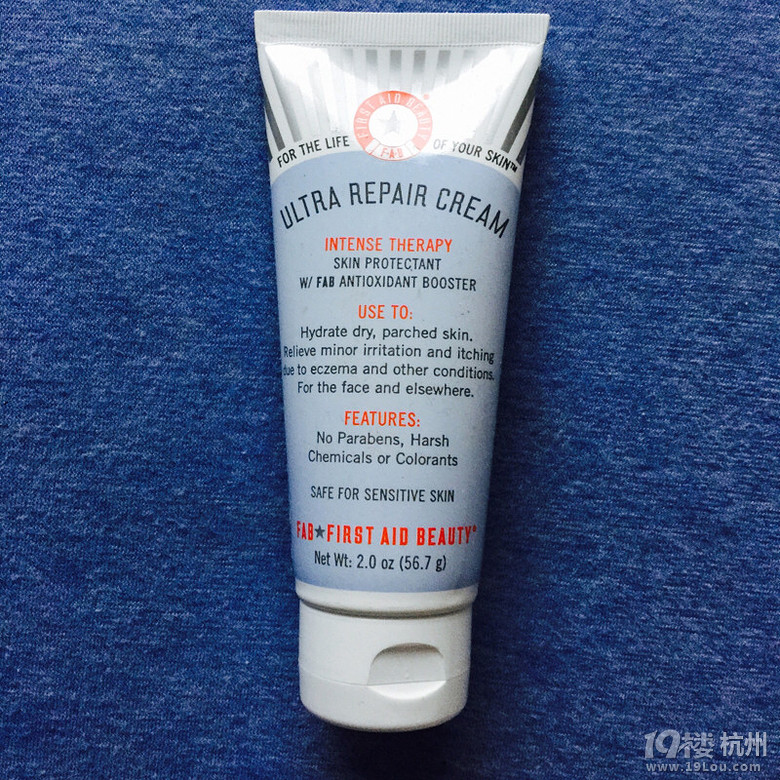 FIRST AID BEAUTY®
F·A·B
FOR THE LIFE OF YOUR SKIN™
ULTRA REPAIR CREAM
INTENSE THERAPY
SKIN PROTECTANT
W/ FAB ANTIOXIDANT BOOSTER
USE TO:
Hydrate dry, parched skin.
Relieve minor irritation and itching
due to eczema and other conditions.
For the face and elsewhere.
FEATURES:
No Parabens, Harsh
Chemicals or Colorants
SAFE FOR SENSITIVE SKIN
FAB★FIRST AID BEAUTY®
Net Wt: 2.0 oz (56.7 g)
19楼 杭州
www.19Lou.com